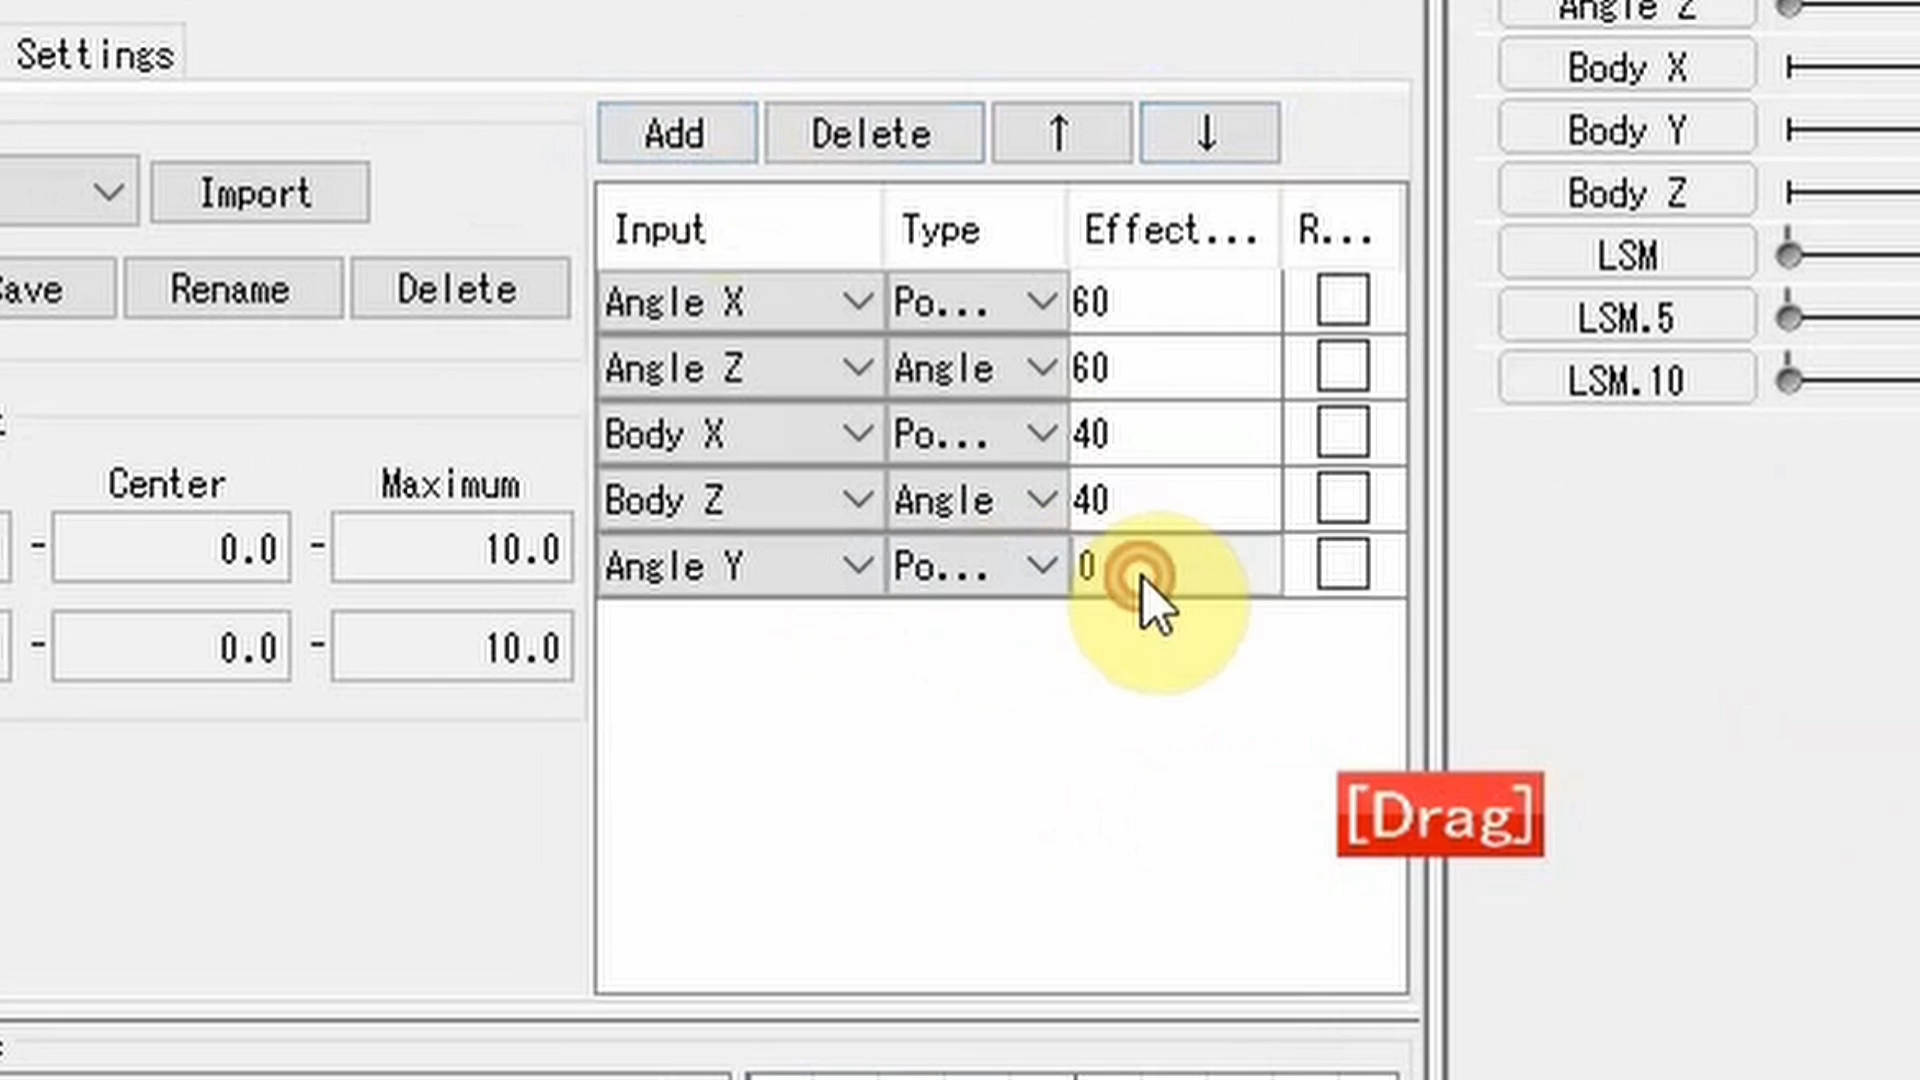 Settings
Import
Rename
Delete
Center
Maximum
-
0.0
-
10.0
-
0.0
-
10.0
Add
Delete
↑
↓
Input
Type
Effect...
R...
Angle X
Po...
60
Angle Z
Angle
60
Body X
Po...
40
Body Z
Angle
40
Angle Y
Po...
0
[Drag]
Angle Z
Body X
Body Y
Body Z
LSM
LSM.5
LSM.10